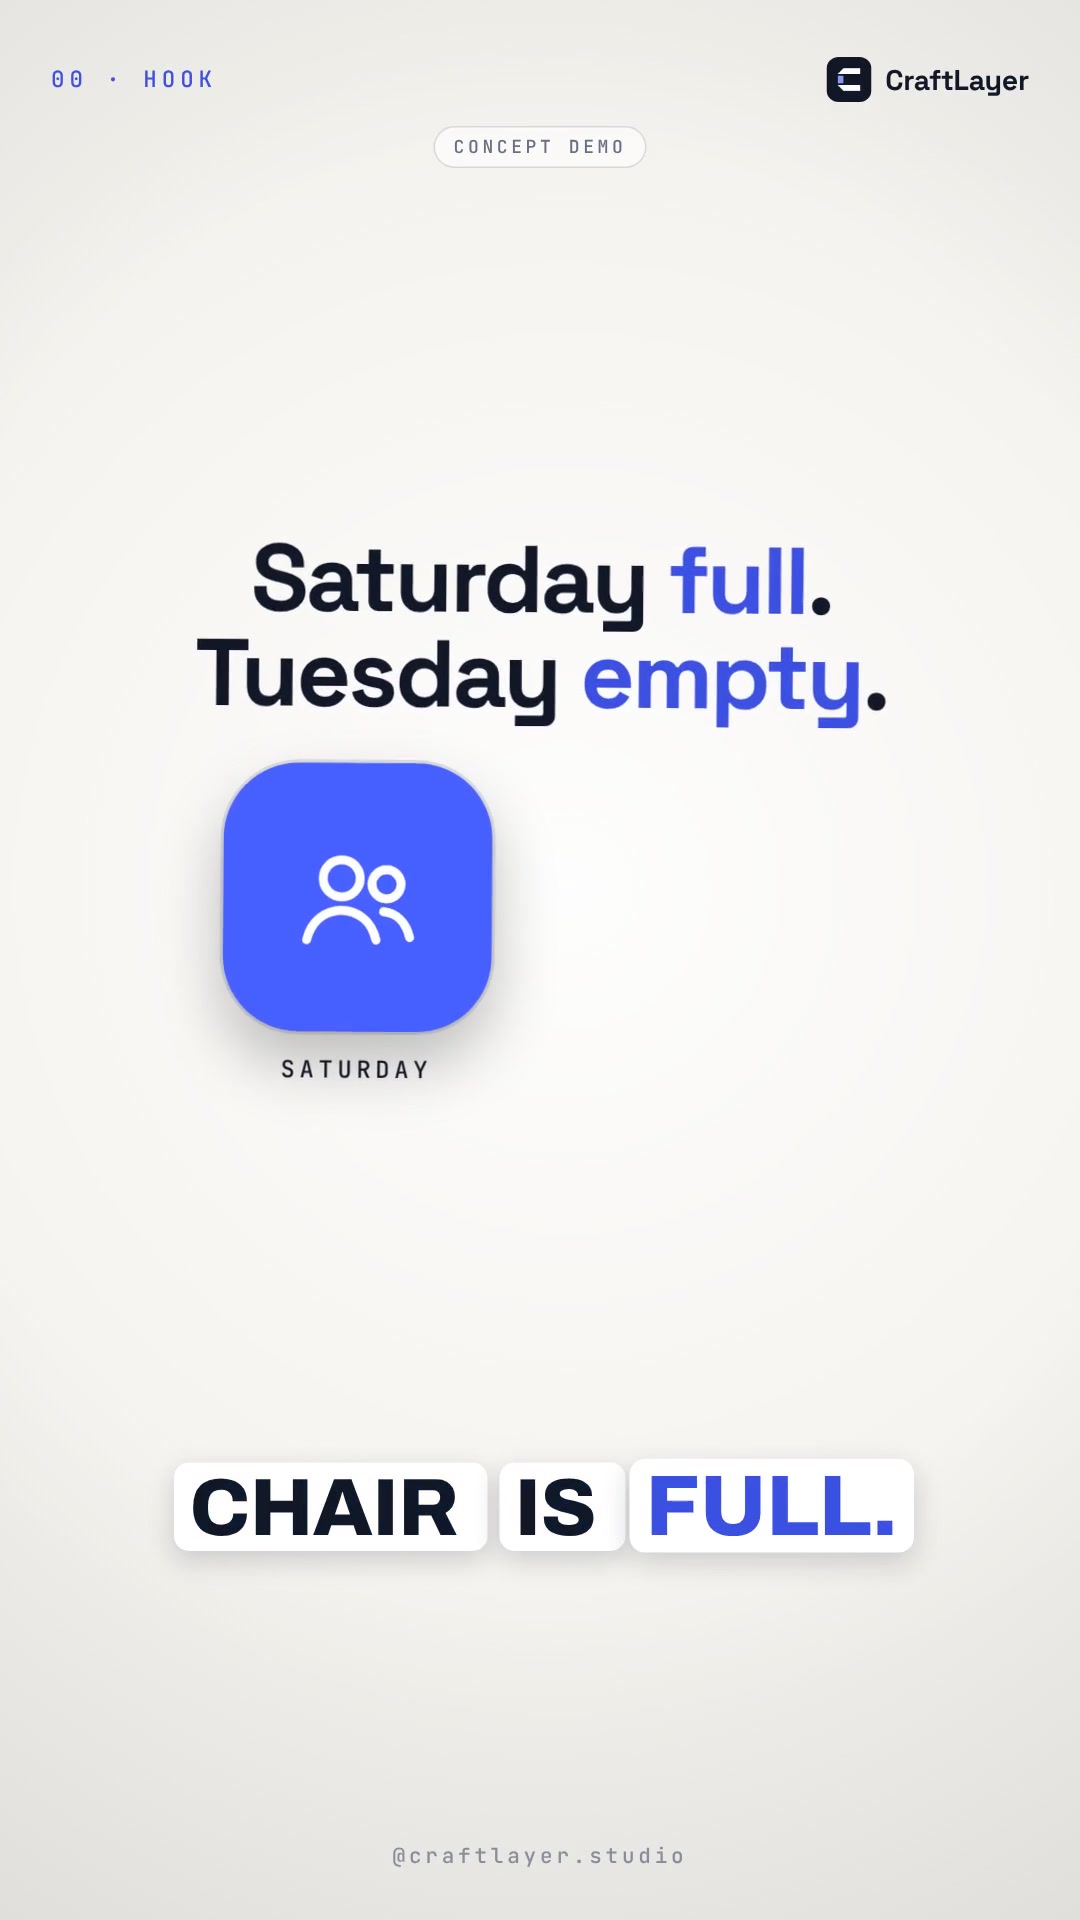 00 · HOOK
CraftLayer
CONCEPT DEMO
Saturday full.
Tuesday empty.
SATURDAY
CHAIR IS FULL.
@craftlayer.studio